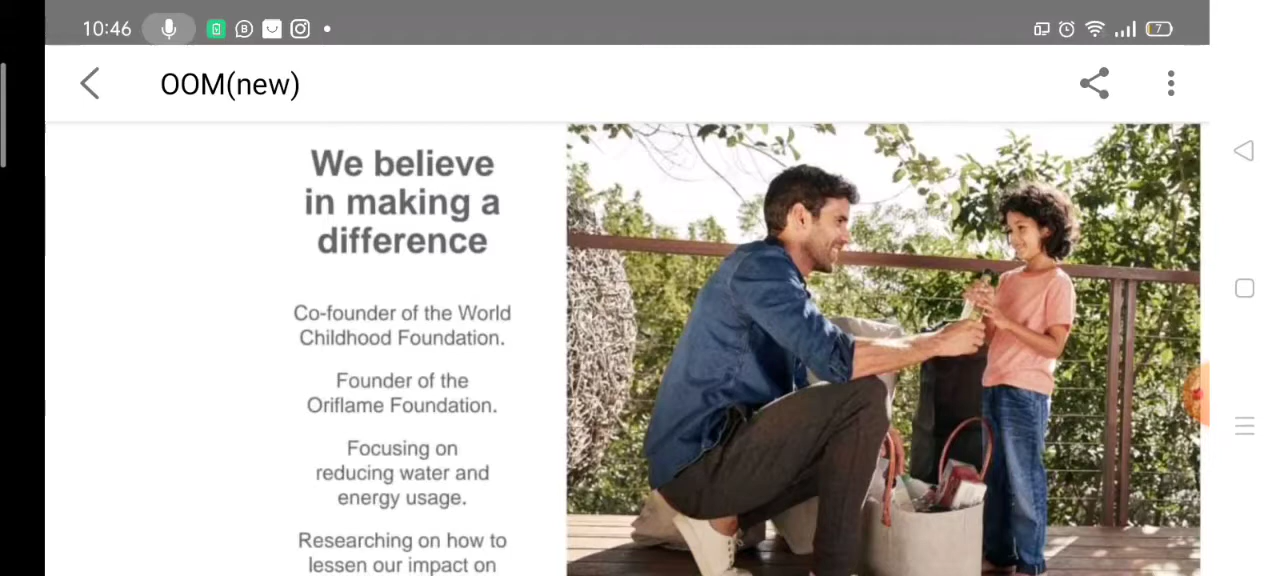 10:46
7
OOM(new)
We believe
in making a
difference
Co-founder of the World
Childhood Foundation.
Founder of the
Oriflame Foundation.
Focusing on
reducing water and
energy usage.
Researching on how to
lessen our impact on